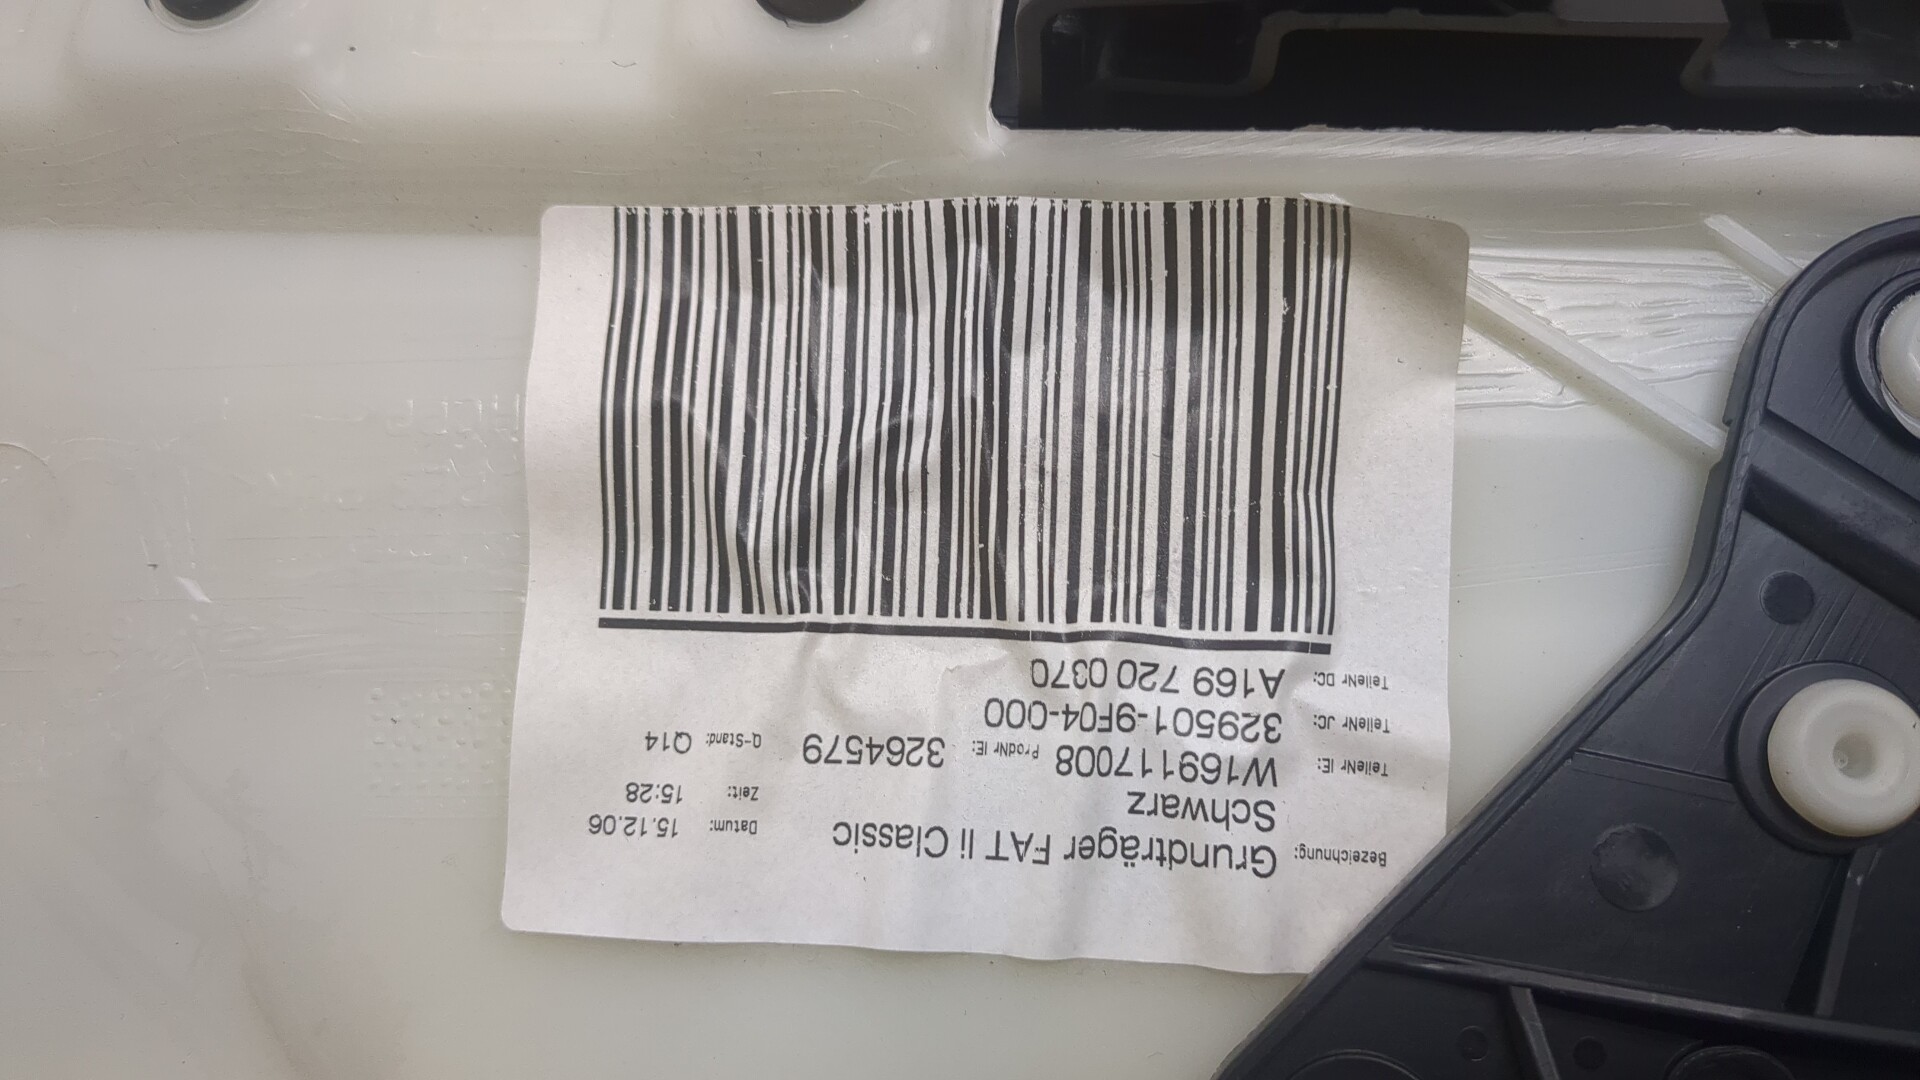 Bezeichnung: Grundträger FAT li Classic Datum: 15.12.06
Schwarz Zeit: 15:28
TeileNr IE: W169117008 ProdNr IE: 3264579 Q-Stand: Q14
TeileNr JC: 329501-9F04-000
TeileNr DC: A169 720 0370